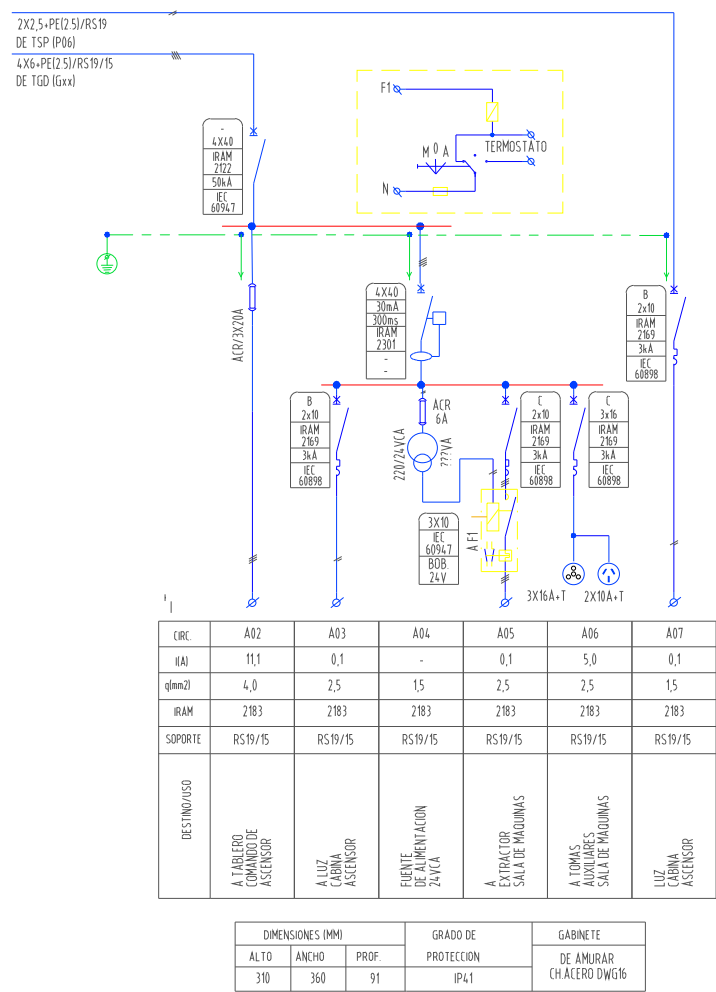 2X2,5+PE(2.5)/RS19
DE TSP (P06)
4X6+PE(2.5)/RS19/15
DE TGD (Gxx)
F1
TERMOSTATO
M 0 A
N
-
4X40
IRAM
2122
50kA
IEC
60947
ACR/3X20A
4X40
30mA
300ms
IRAM
2301
-
-
B
2x10
IRAM
2169
3kA
IEC
60898
B
2x10
IRAM
2169
3kA
IEC
60898
ACR
6A
220/24VCA
???VA
C
2x10
IRAM
2169
3kA
IEC
60898
C
3x16
IRAM
2169
3kA
IEC
60898
3X10
IEC
60947
BOB.
24V
A F1
3X16A+T
2X10A+T
CIRC. A02 A03 A04 A05 A06 A07
I(A) 11,1 0,1 - 0,1 5,0 0,1
q(mm2) 4,0 2,5 1,5 2,5 2,5 1,5
IRAM 2183 2183 2183 2183 2183 2183
SOPORTE RS19/15 RS19/15 RS19/15 RS19/15 RS19/15 RS19/15
DESTINO/USO
A TABLERO
COMANDO DE
ASCENSOR
A LUZ
CABINA
ASCENSOR
FUENTE
DE ALIMENTACION
24VCA
A
EXTRACTOR
SALA DE MAQUINAS
A TOMAS
AUXILIARES
SALA DE MAQUINAS
LUZ
CABINA
ASCENSOR
DIMENSIONES (MM) GRADO DE GABINETE
ALTO ANCHO PROF. PROTECCION DE AMURAR
310 360 91 IP41 CH.ACERO DWG16